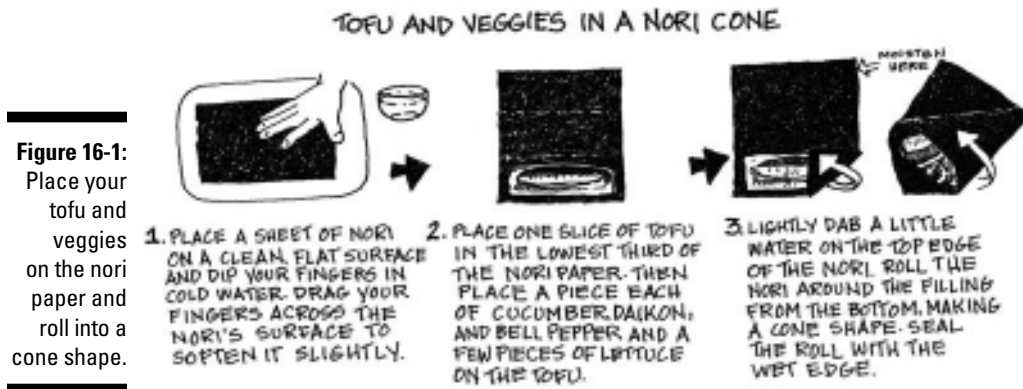 TOFU AND VEGGIES IN A NORI CONE
MOISTEN
HERE
Figure 16-1:
Place your
tofu and
veggies
on the nori
paper and
roll into a
cone shape.
1. PLACE A SHEET OF NORI
ON A CLEAN, FLAT SURFACE
AND DIP YOUR FINGERS IN
COLD WATER. DRAG YOUR
FINGERS ACROSS THE
NORI'S SURFACE TO
SOFTEN IT SLIGHTLY.
2. PLACE ONE SLICE OF TOFU
IN THE LOWEST THIRD OF
THE NORI PAPER. THEN
PLACE A PIECE EACH
OF CUCUMBER, DAIKON,
AND BELL PEPPER AND A
FEW PIECES OF LETTUCE
ON THE TOFU.
3. LIGHTLY DAB A LITTLE
WATER ON THE TOP EDGE
OF THE NORI. ROLL THE
NORI AROUND THE FILLING
FROM THE BOTTOM, MAKING
A CONE SHAPE. SEAL
THE ROLL WITH THE
WET EDGE.